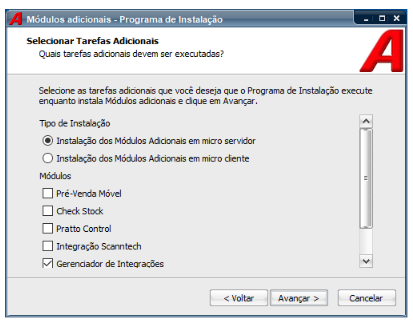 Módulos adicionais - Programa de Instalação
Selecionar Tarefas Adicionais
Quais tarefas adicionais devem ser executadas?
Selecione as tarefas adicionais que você deseja que o Programa de Instalação execute
enquanto instala Módulos adicionais e clique em Avançar.
Tipo de Instalação
Instalação dos Módulos Adicionais em micro servidor
Instalação dos Módulos Adicionais em micro cliente
Módulos
Pré-Venda Móvel
Check Stock
Pratto Control
Integração Scanntech
Gerenciador de Integrações
< Voltar
Avançar >
Cancelar